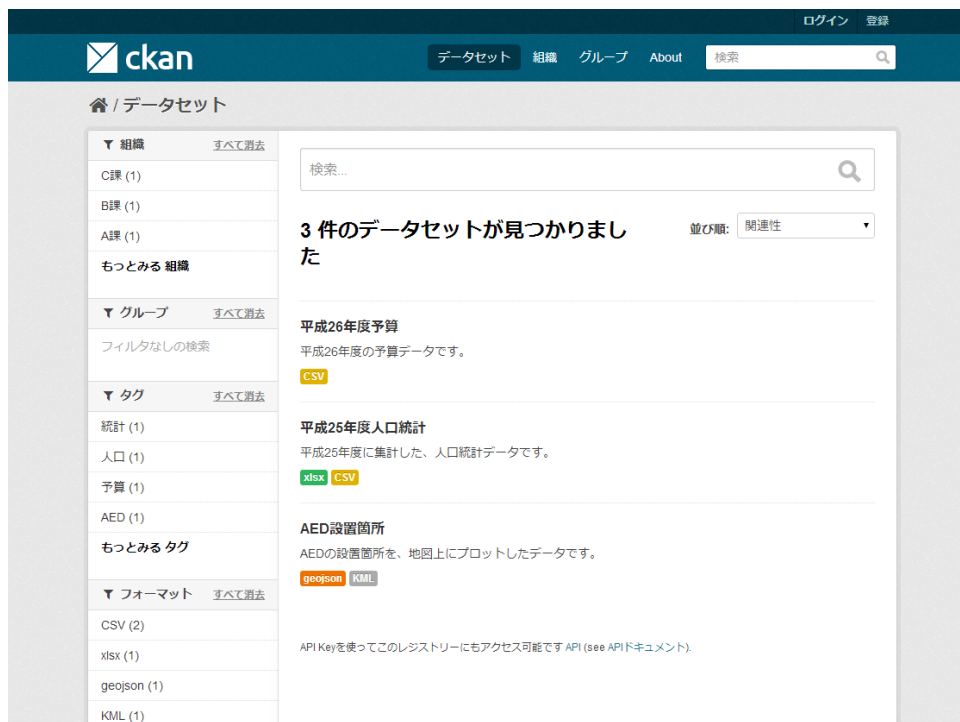 ログイン 登録
ckan
データセット 組織 グループ About 検索
/ データセット
組織 すべて消去
C課 (1)
B課 (1)
A課 (1)
もっとみる 組織
グループ すべて消去
フィルタなしの検索
タグ すべて消去
統計 (1)
人口 (1)
予算 (1)
AED (1)
もっとみる タグ
フォーマット すべて消去
CSV (2)
xlsx (1)
geojson (1)
KML (1)
検索...
3 件のデータセットが見つかりまし
た
並び順: 関連性
平成26年度予算
平成26年度の予算データです。
CSV
平成25年度人口統計
平成25年度に集計した、人口統計データです。
xlsx CSV
AED設置箇所
AEDの設置箇所を、地図上にプロットしたデータです。
geojson KML
API Keyを使ってこのレジストリーにもアクセス可能です API (see APIドキュメント).